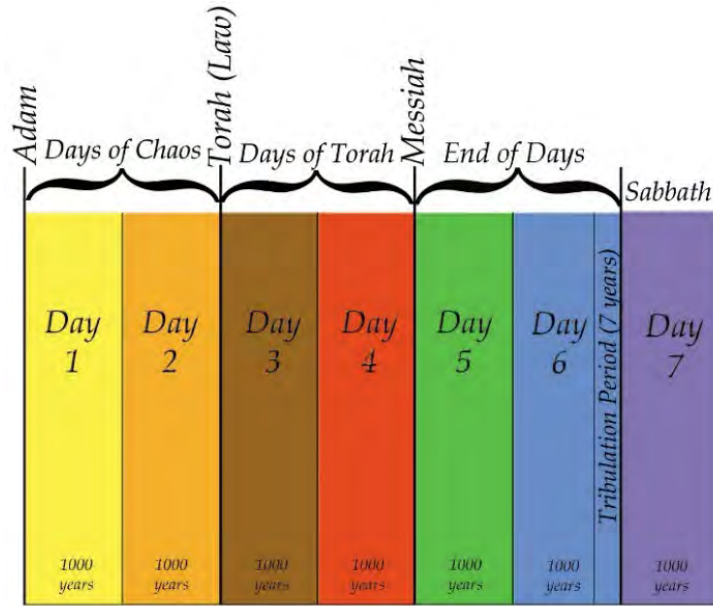 Adam
Torah (Law)
Messiah
Days of Chaos
Days of Torah
End of Days
Sabbath
Day
1
Day
2
Day
3
Day
4
Day
5
Day
6
Tribulation Period (7 years)
Day
7
1000
years
1000
years
1000
years
1000
years
1000
years
1000
years
1000
years